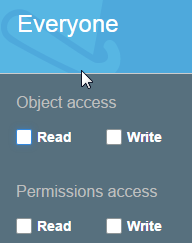 Everyone
Object access
Read Write
Permissions access
Read Write